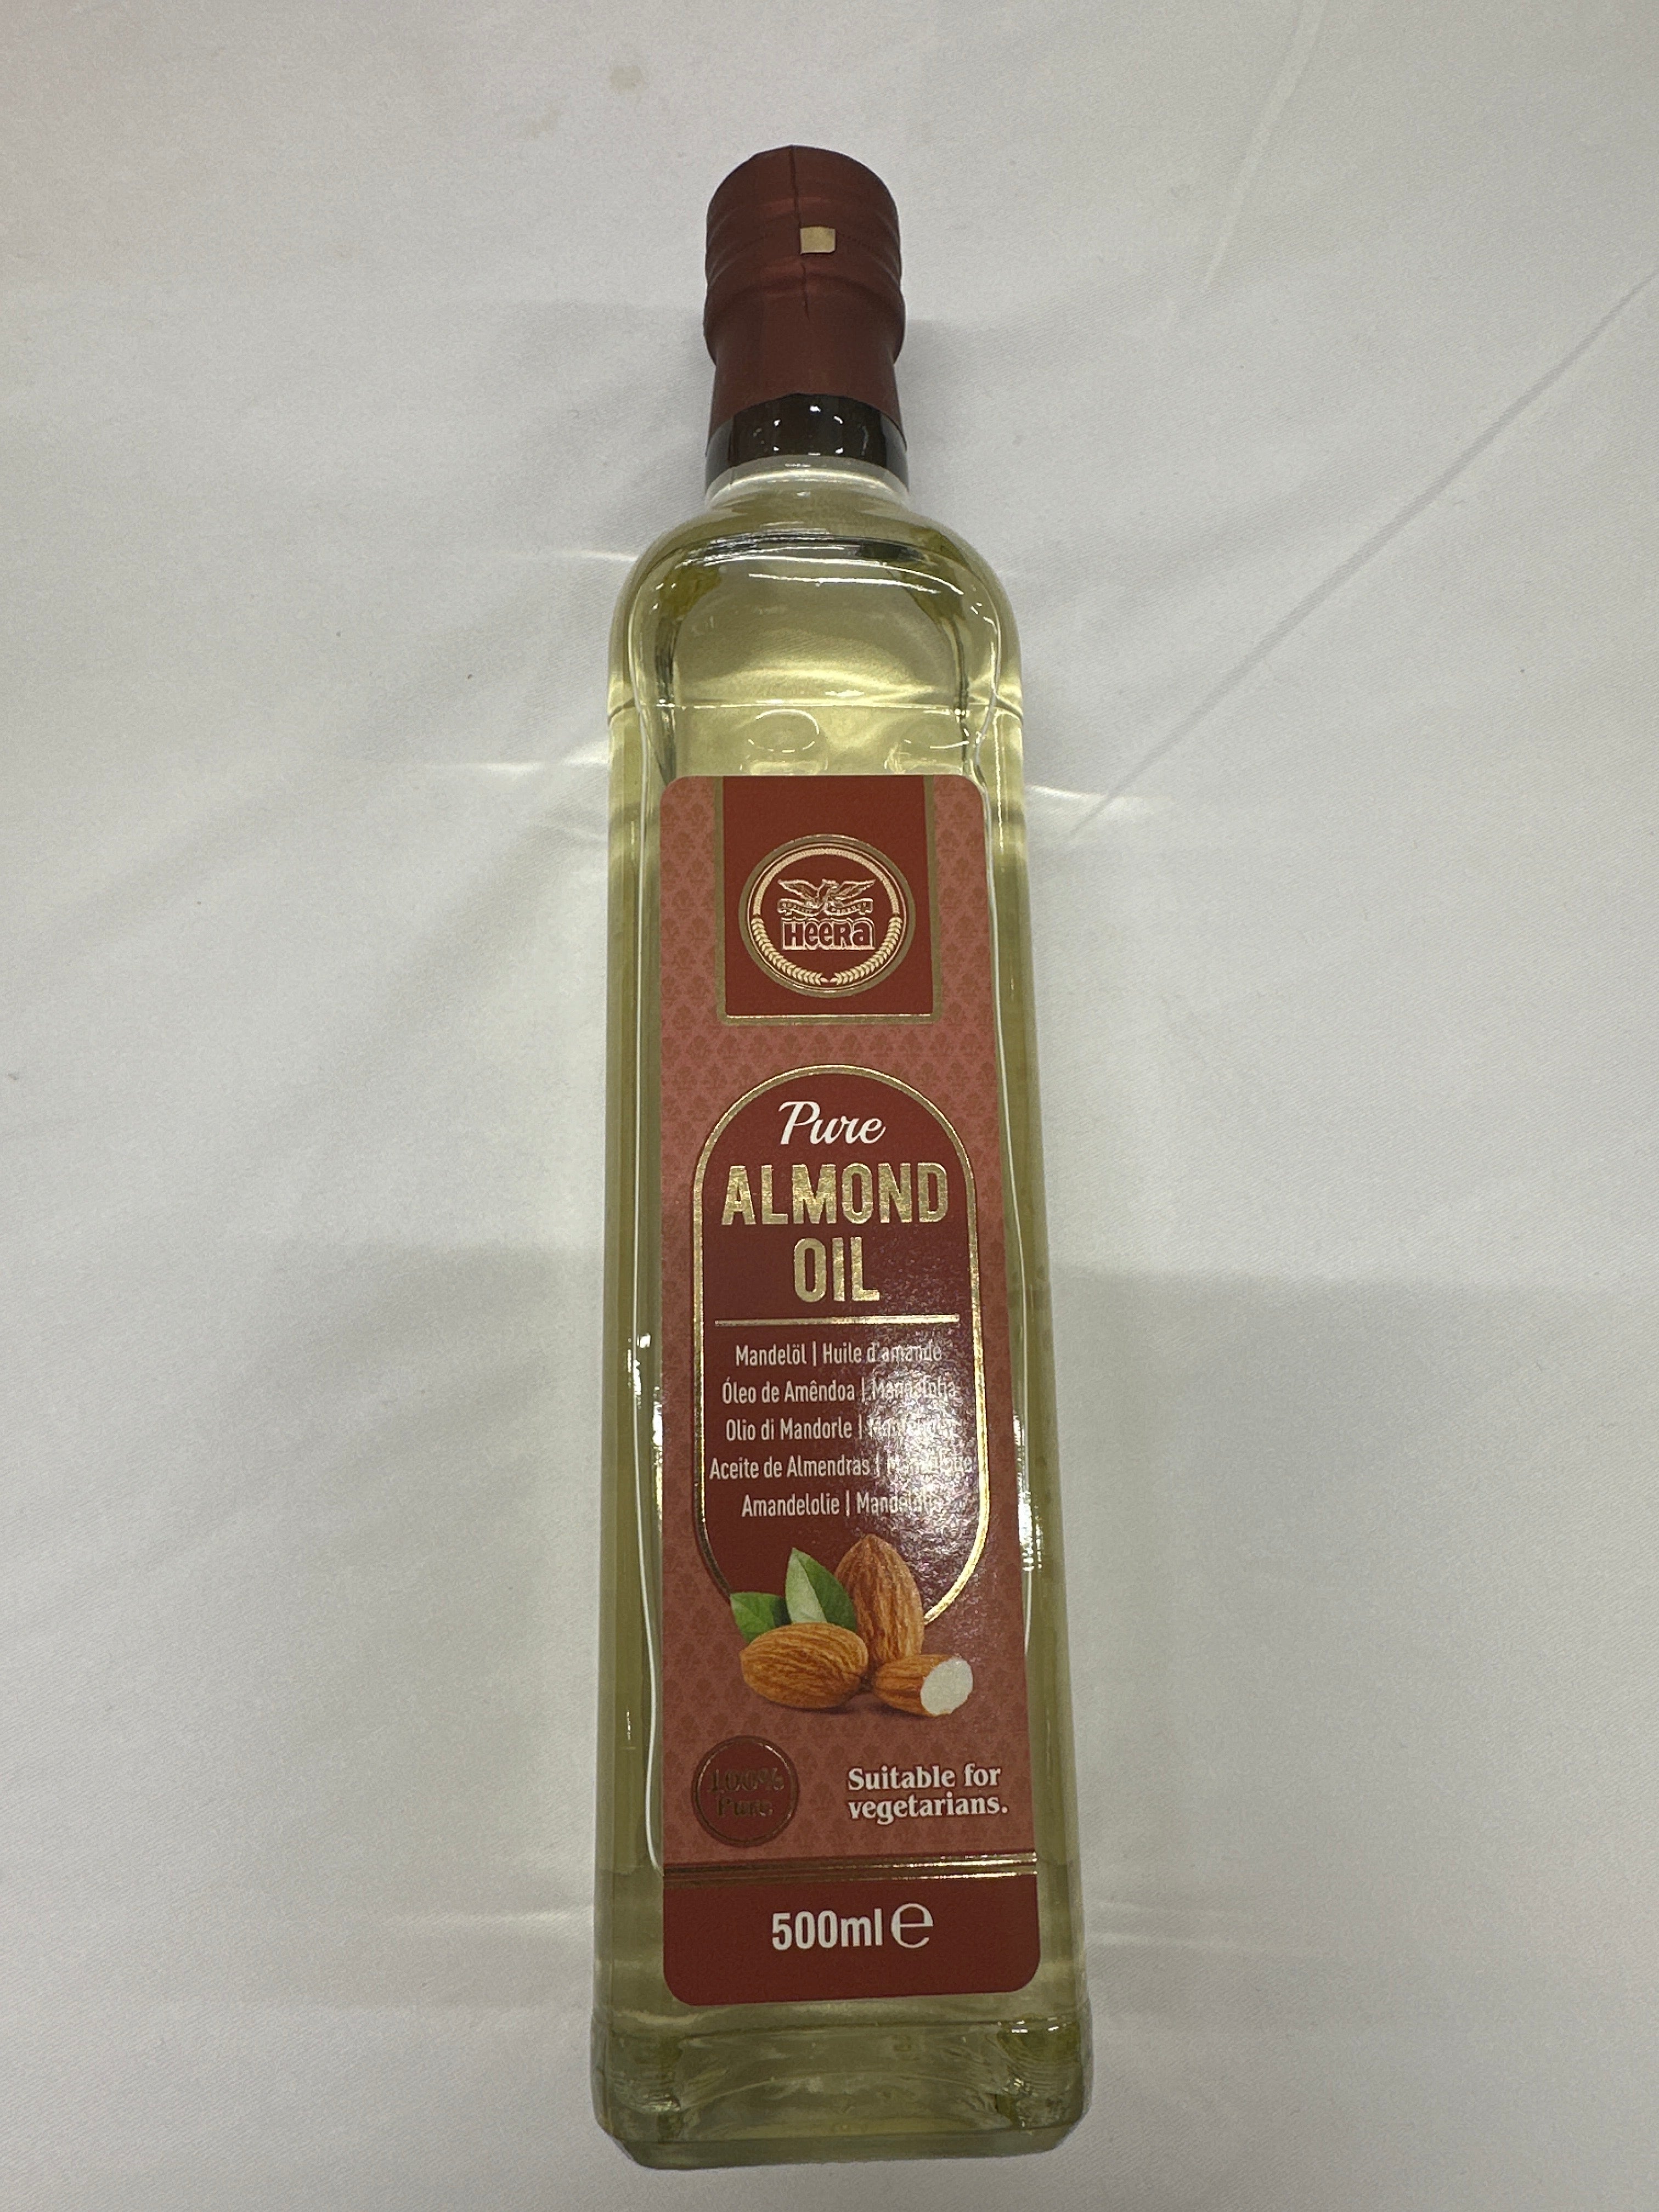 HEERA
Pure
ALMOND
OIL
Mandelöl | Huile d'amande
Óleo de Amêndoa |
Olio di Mandorle |
Aceite de Almendras |
Amandelolie |
100%
Pure
Suitable for
vegetarians.
500ml e